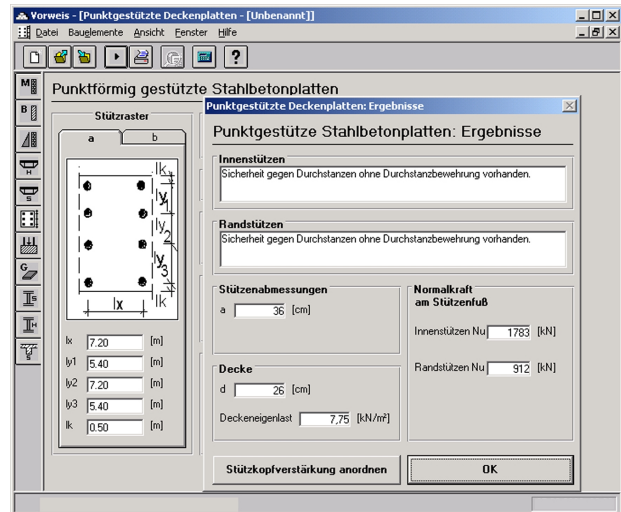 Vorweis - [Punktgestützte Deckenplatten - [Unbenannt]]
Datei Bauglemente Ansicht Fenster Hilfe
M
Punktförmig gestützte Stahlbetonplatten
B
Stützraster
a b
H
S
lk
ly1
ly2
ly3
lx lk
G
S
H
S
lx 7.20 [m]
ly1 5.40 [m]
ly2 7.20 [m]
ly3 5.40 [m]
lk 0.50 [m]
Punktgestützte Deckenplatten: Ergebnisse
Punktgestütze Stahlbetonplatten: Ergebnisse
Innenstützen
Sicherheit gegen Durchstanzen ohne Durchstanzbewehrung vorhanden.
Randstützen
Sicherheit gegen Durchstanzen ohne Durchstanzbewehrung vorhanden.
Stützenabmessungen
a 36 [cm]
Decke
d 26 [cm]
Deckeneigenlast 7,75 [kN/m²]
Normalkraft
am Stützenfuß
Innenstützen Nu 1783 [kN]
Randstützen Nu 912 [kN]
Stützkopfverstärkung anordnen
OK